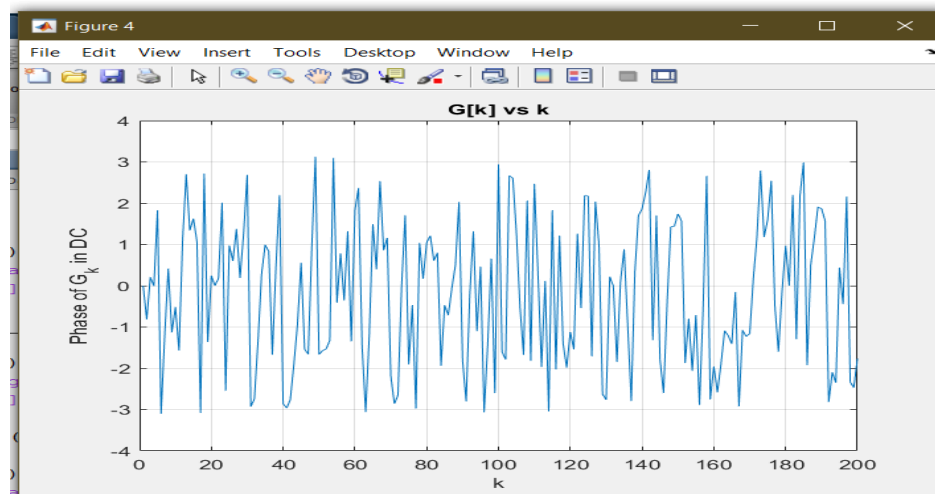 Figure 4
File Edit View Insert Tools Desktop Window Help
G[k] vs k
Phase of G_k in DC
4
3
2
1
0
-1
-2
-3
-4
0 20 40 60 80 100 120 140 160 180 200
k